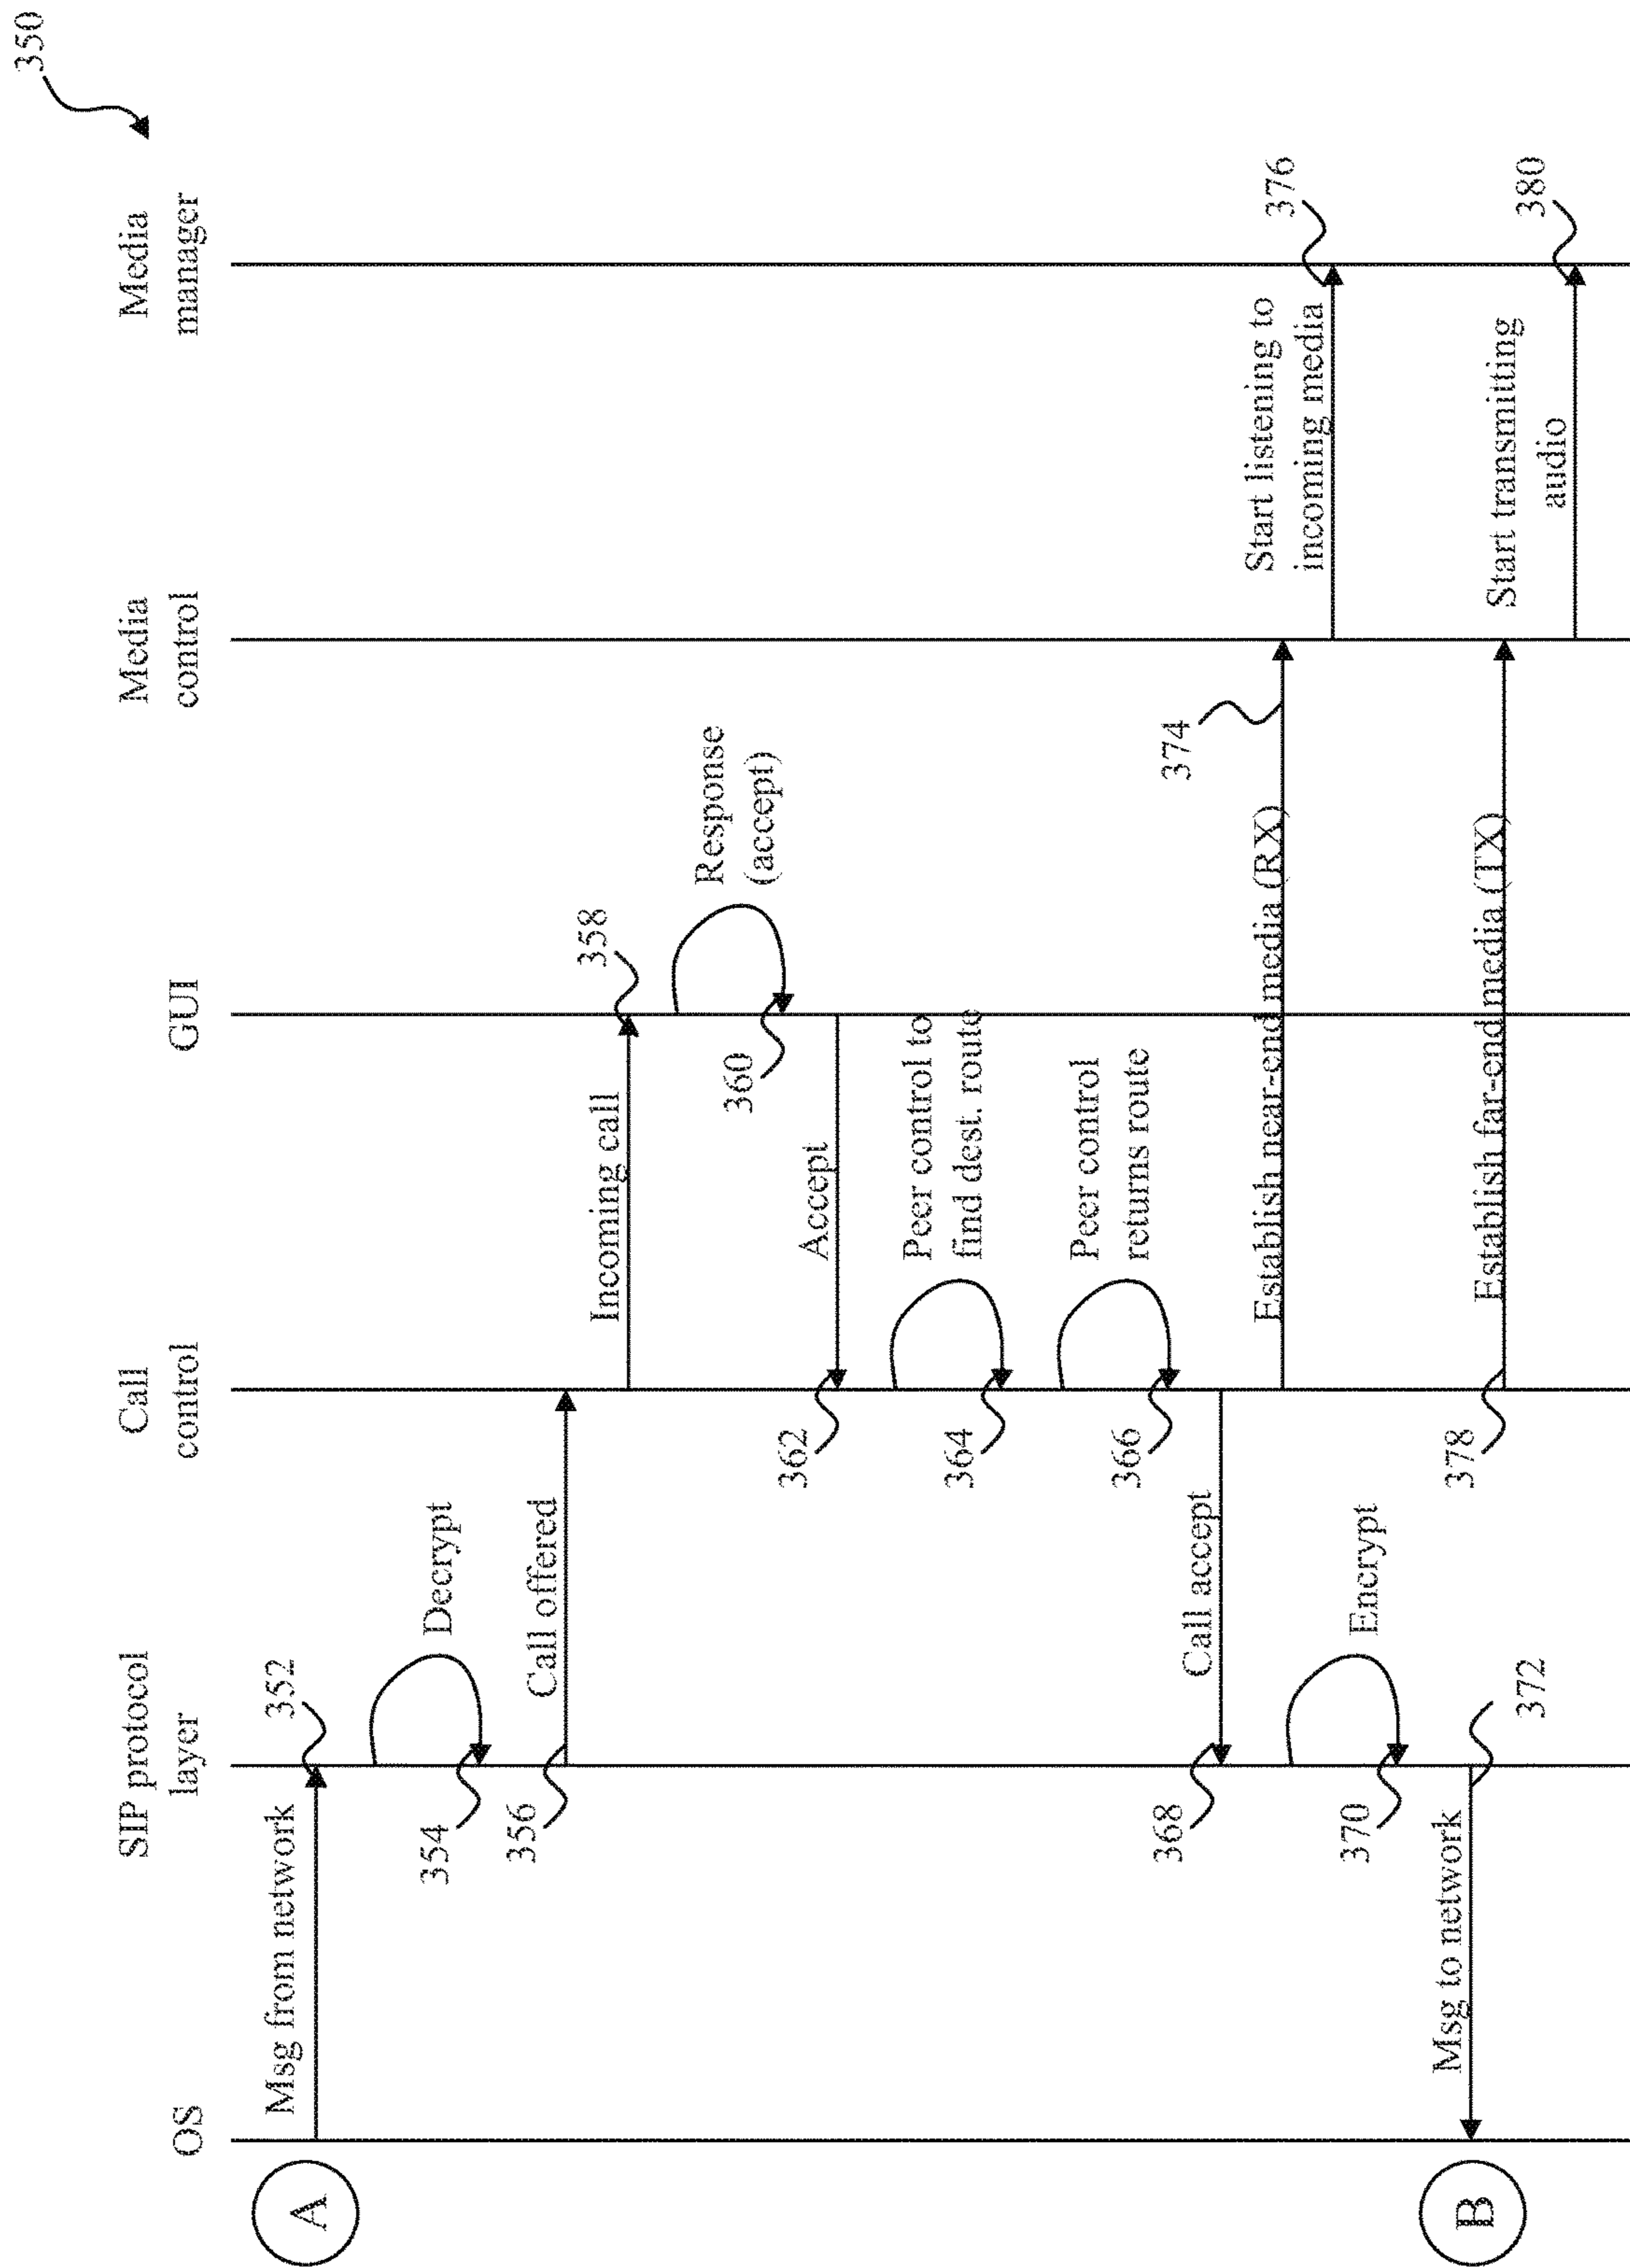 350
OS
SIP protocol
layer
Call
control
GUI
Media
control
Media
manager
A
Msg from network
352
Decrypt
354
Call offered
356
Incoming call
358
Response
(accept)
360
Accept
362
Peer control to
find dest. route
364
Peer control
returns route
366
Call accept
368
Establish near-end media (RX)
374
Start listening to
incoming media
376
Encrypt
370
B
Msg to network
372
Establish far-end media (TX)
378
Start transmitting
audio
380